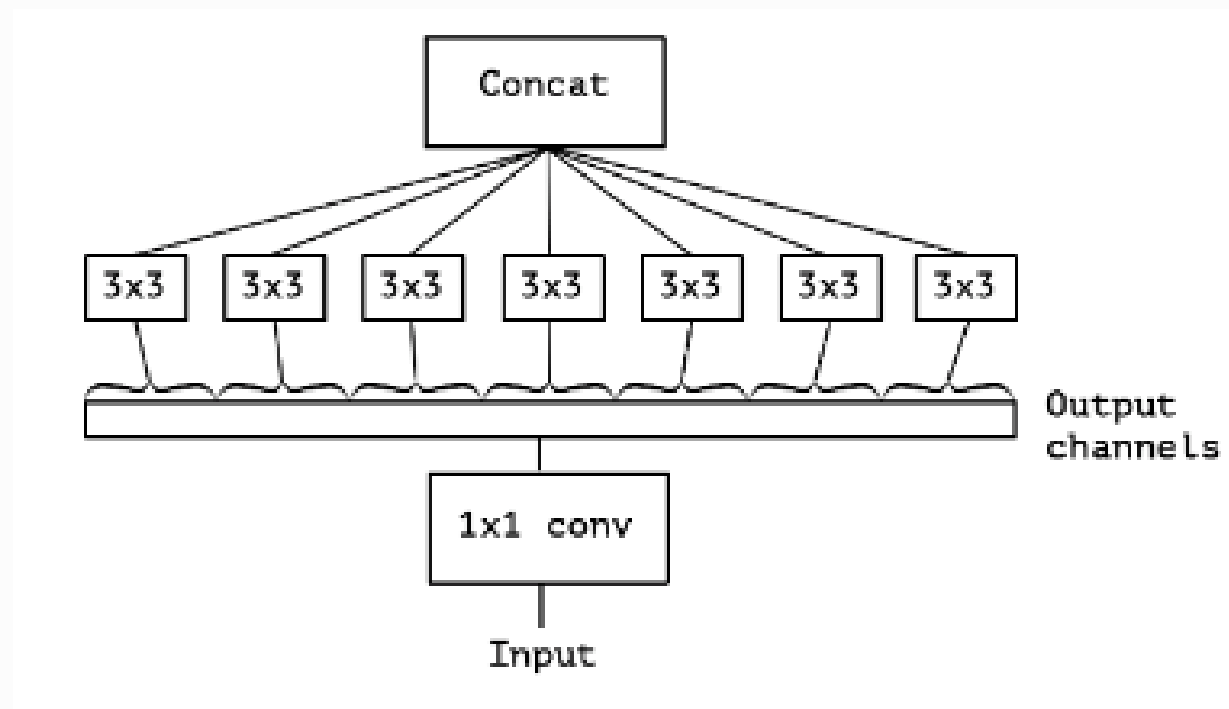 Concat
3x3 3x3 3x3 3x3 3x3 3x3 3x3
Output
channels
1x1 conv
Input